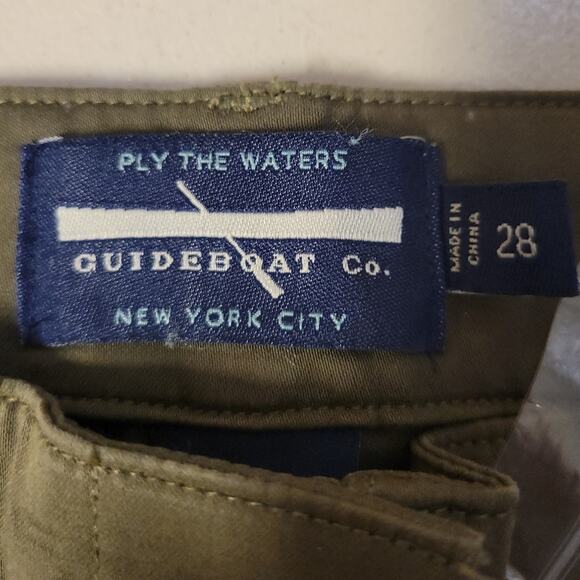 PLY THE WATERS
GUIDEBOAT Co.
NEW YORK CITY
MADE IN
CHINA
28